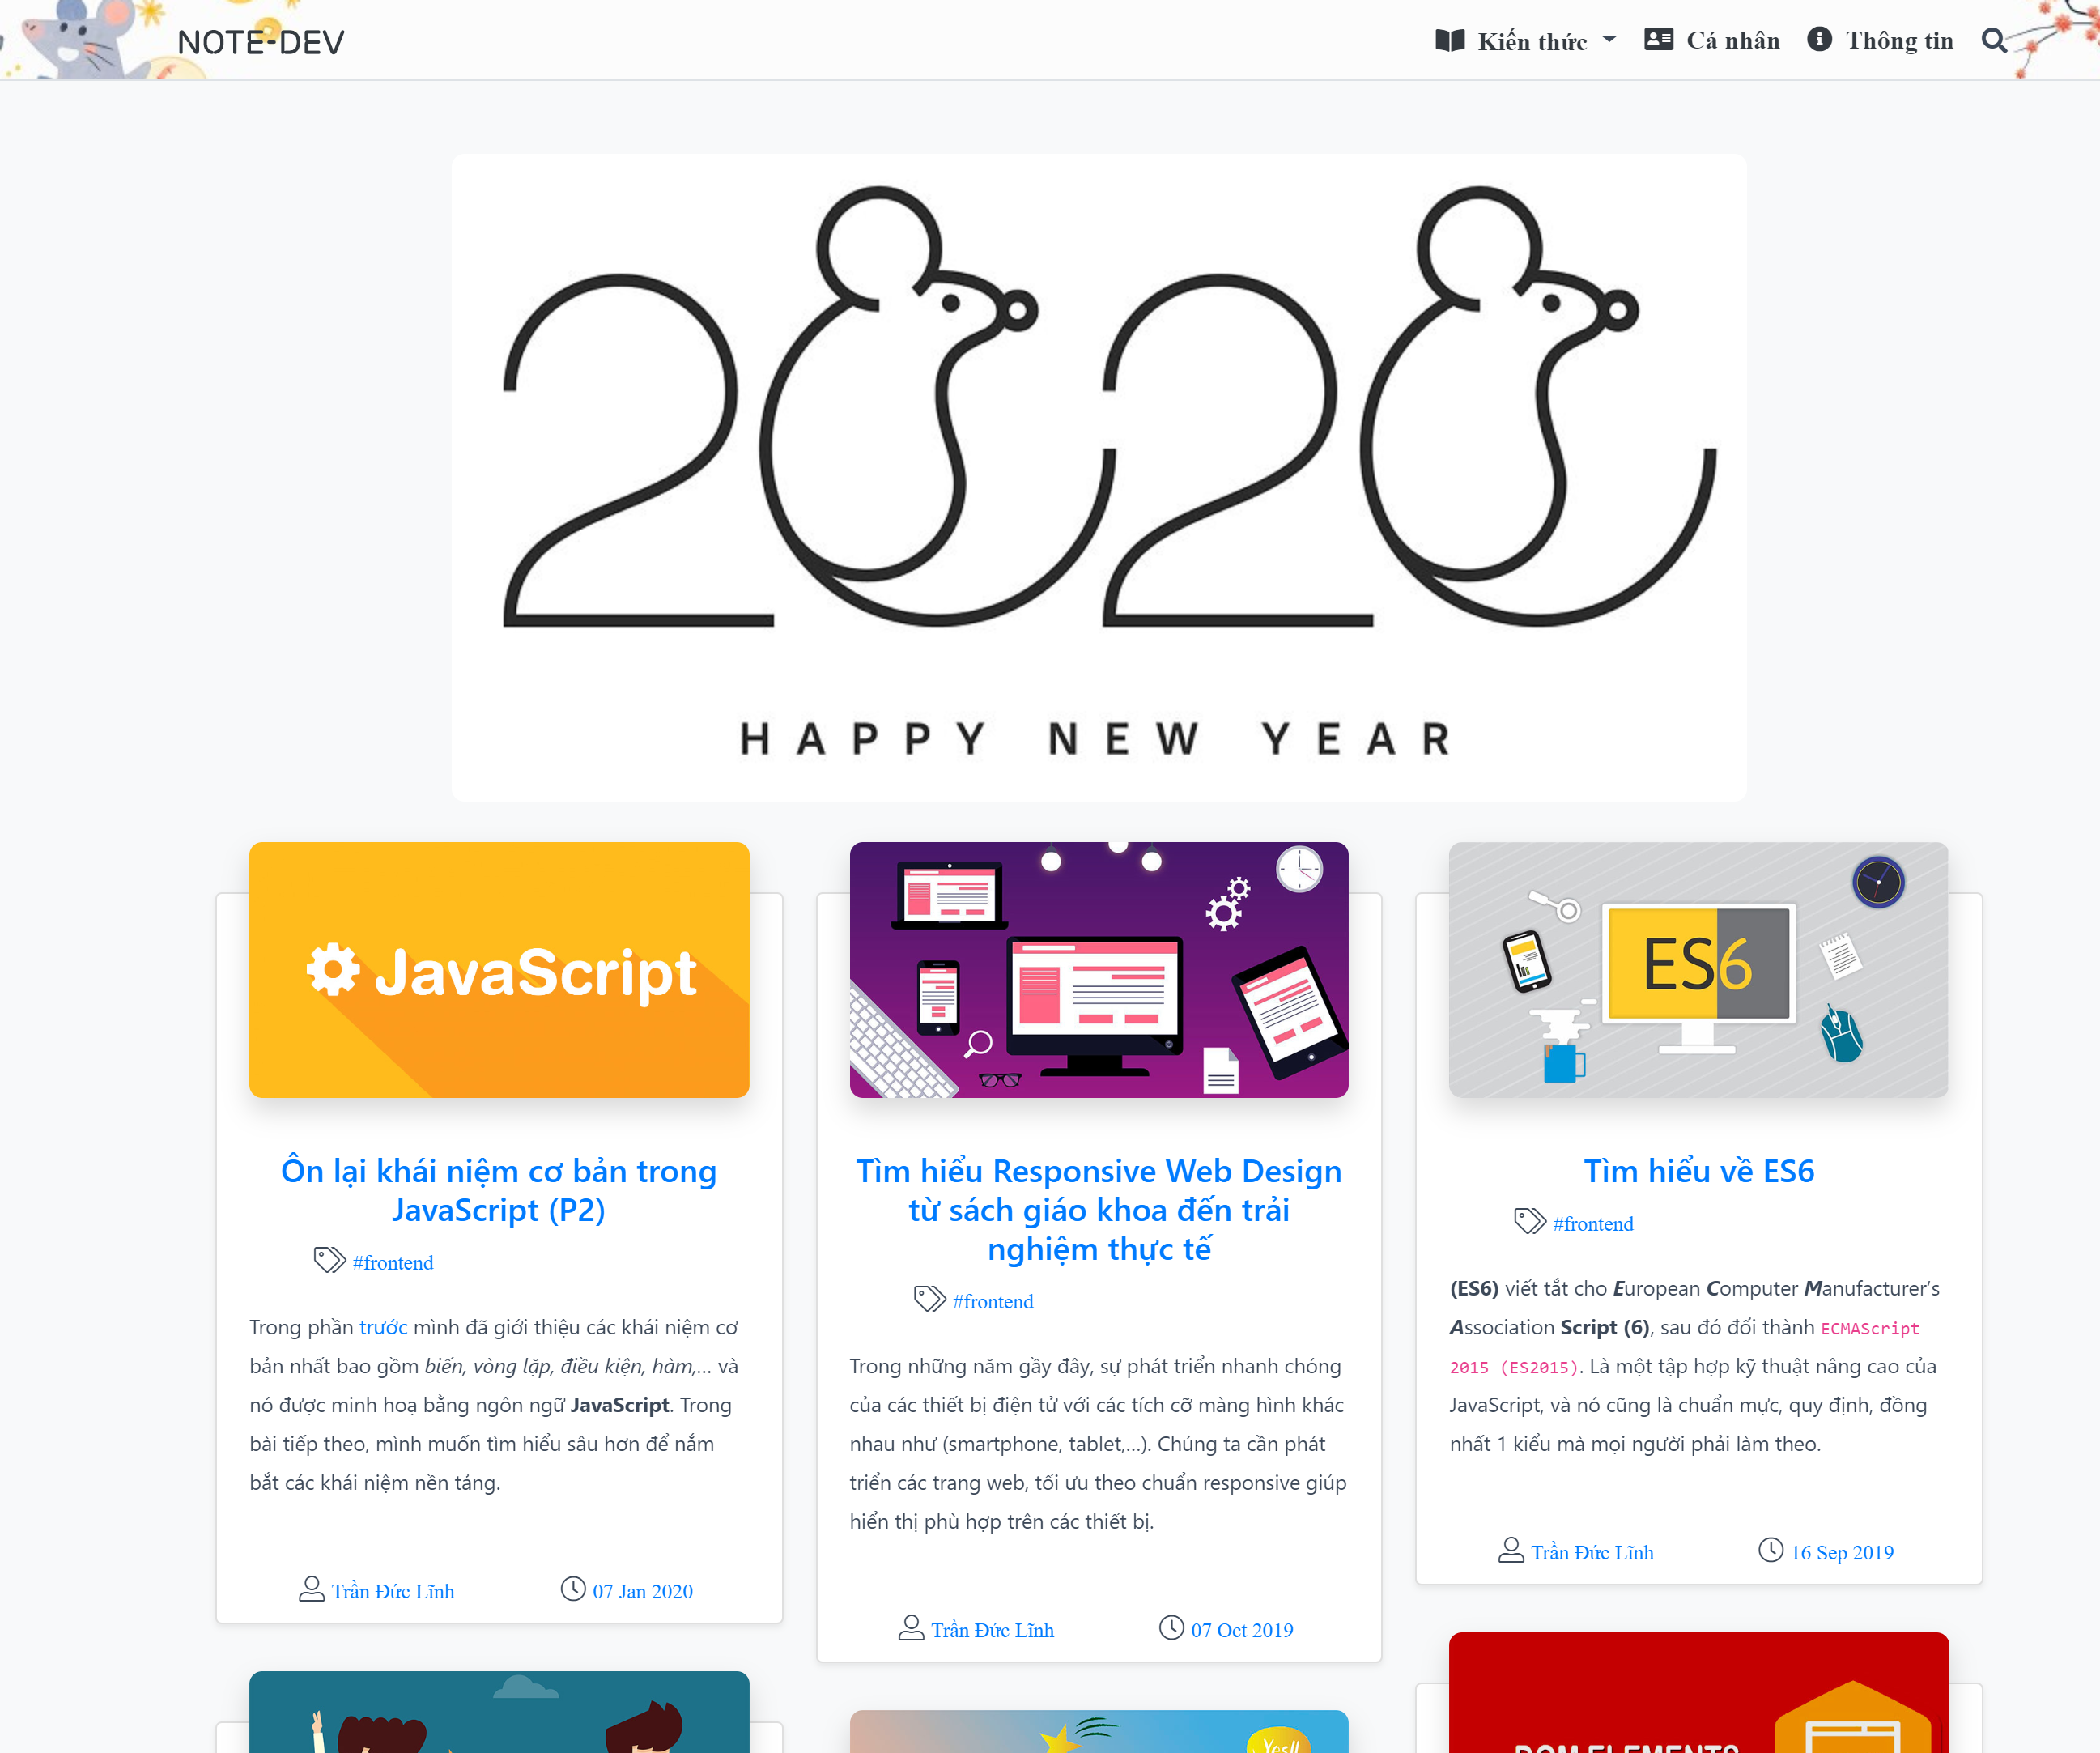 NOTE-DEV
Kiến thức
Cá nhân
Thông tin
2020
HAPPY NEW YEAR
JavaScript
Ôn lại khái niệm cơ bản trong
JavaScript (P2)
#frontend
Trong phần trước mình đã giới thiệu các khái niệm cơ
bản nhất bao gồm biến, vòng lặp, điều kiện, hàm,... và
nó được minh hoạ bằng ngôn ngữ JavaScript. Trong
bài tiếp theo, mình muốn tìm hiểu sâu hơn để nắm
bắt các khái niệm nền tảng.
Trần Đức Lĩnh
07 Jan 2020
Tìm hiểu Responsive Web Design
từ sách giáo khoa đến trải
nghiệm thực tế
#frontend
Trong những năm gầy đây, sự phát triển nhanh chóng
của các thiết bị điện tử với các tích cỡ màng hình khác
nhau như (smartphone, tablet,...). Chúng ta cần phát
triển các trang web, tối ưu theo chuẩn responsive giúp
hiển thị phù hợp trên các thiết bị.
Trần Đức Lĩnh
07 Oct 2019
ES6
Tìm hiểu về ES6
#frontend
(ES6) viết tắt cho European Computer Manufacturer's
Association Script (6), sau đó đổi thành ECMAScript
2015 (ES2015). Là một tập hợp kỹ thuật nâng cao của
JavaScript, và nó cũng là chuẩn mực, quy định, đồng
nhất 1 kiểu mà mọi người phải làm theo.
Trần Đức Lĩnh
16 Sep 2019
Yes!!
DOM ELEMENTS